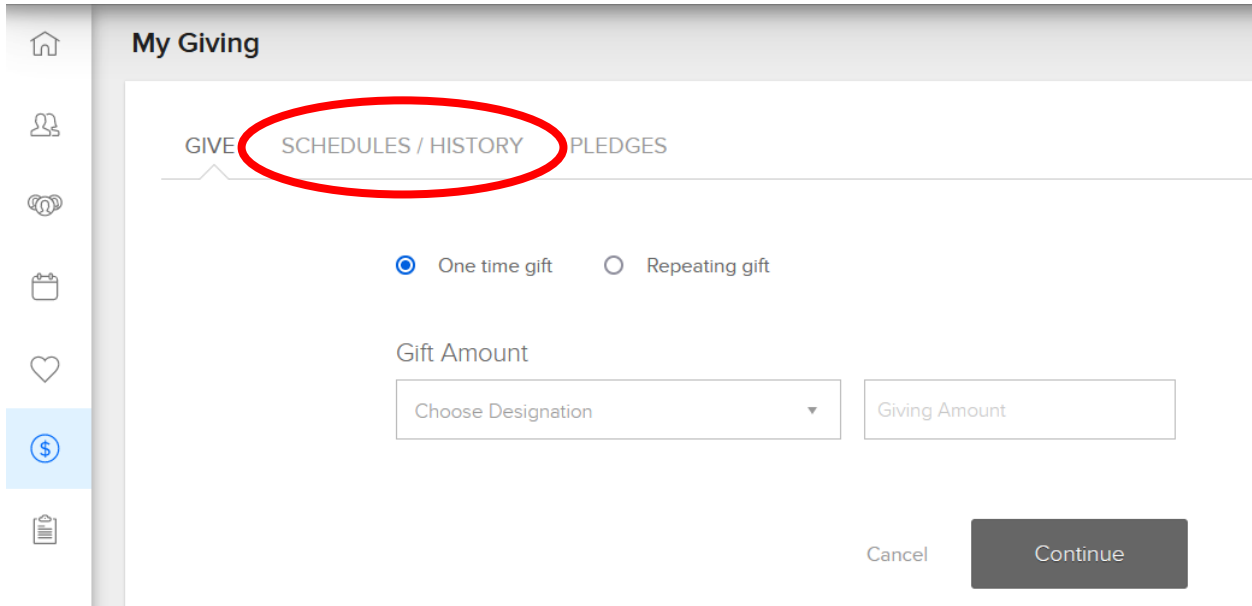 My Giving
GIVE SCHEDULES / HISTORY PLEDGES
One time gift Repeating gift
Gift Amount
Choose Designation Giving Amount
$
Cancel Continue